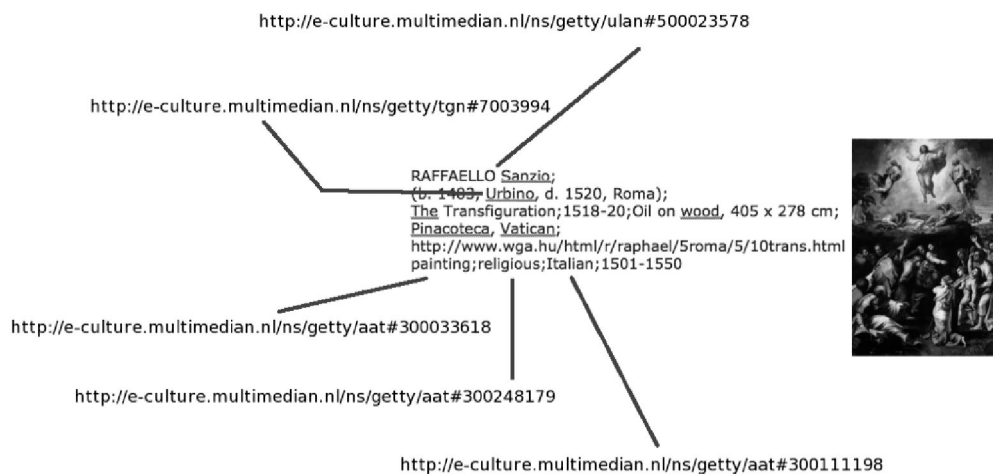 http://e-culture.multimedian.nl/ns/getty/ulan#500023578
http://e-culture.multimedian.nl/ns/getty/tgn#7003994
RAFFAELLO Sanzio;
(b. 1483, Urbino, d. 1520, Roma);
The Transfiguration;1518-20;Oil on wood, 405 x 278 cm;
Pinacoteca, Vatican;
http://www.wga.hu/html/r/raphael/5roma/5/10trans.html
painting;religious;Italian;1501-1550
http://e-culture.multimedian.nl/ns/getty/aat#300033618
http://e-culture.multimedian.nl/ns/getty/aat#300248179
http://e-culture.multimedian.nl/ns/getty/aat#300111198